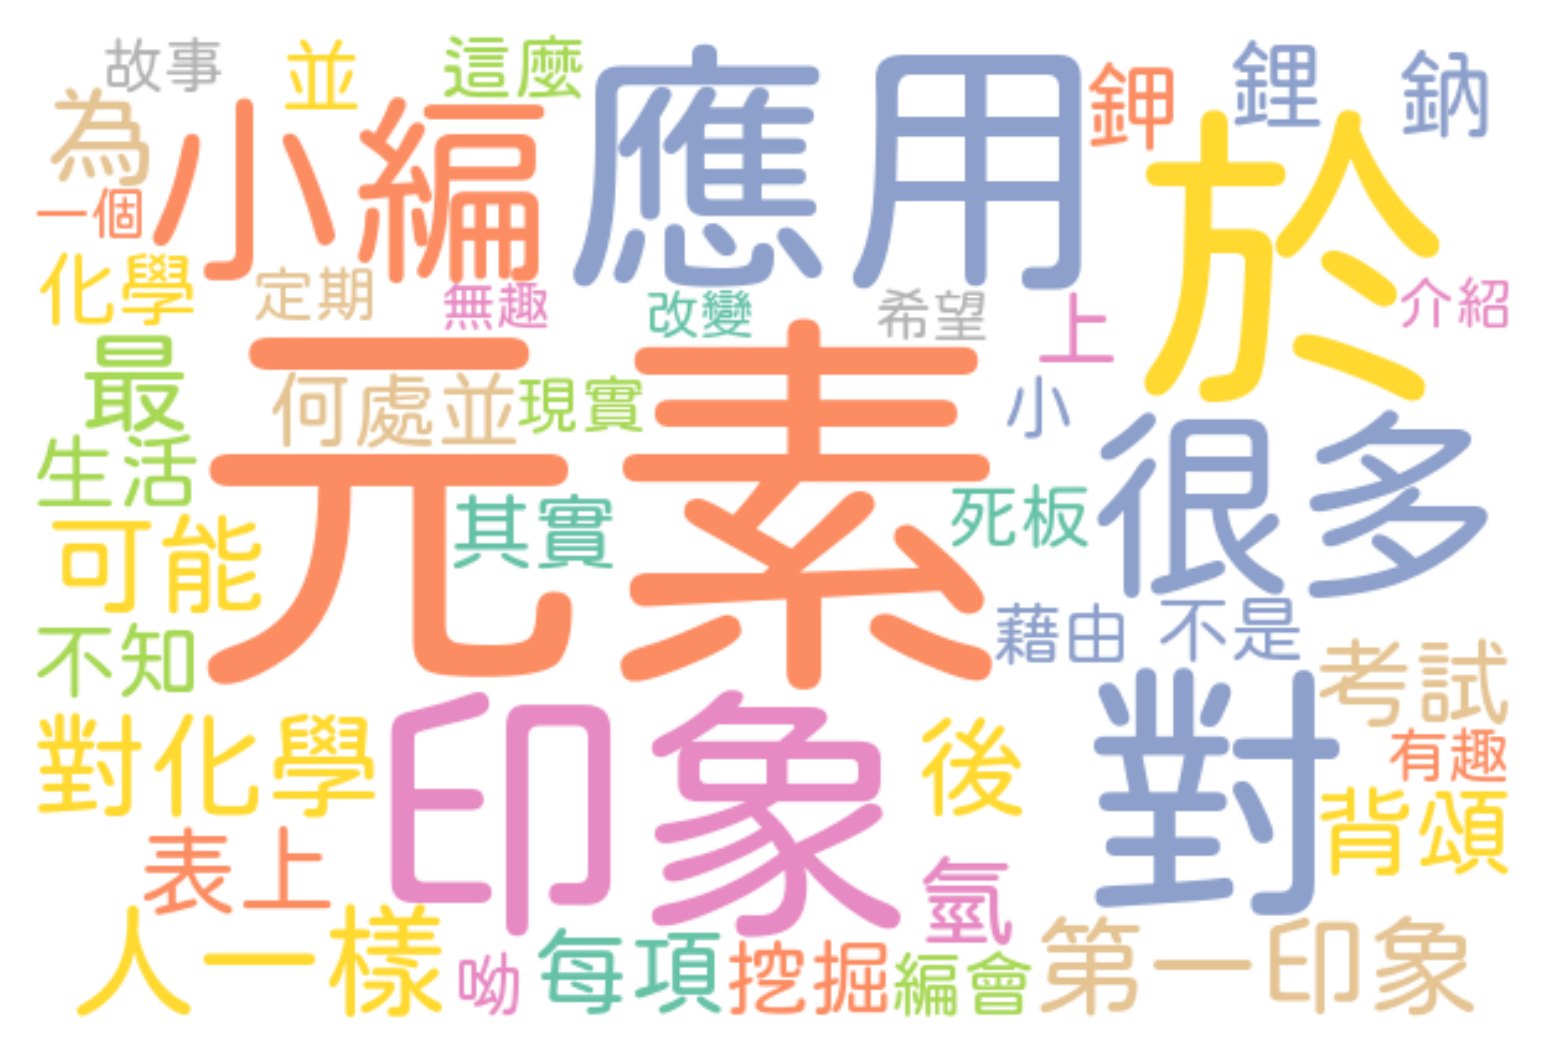 故事
並
這麼
應用
鉀
鋰
鈉
為
小編
於
一個
化學
定期
無趣
改變
希望
上
介紹
最
元素
何處並
現實
小
很多
生活
其實
死板
可能
不知
藉由
不是
考試
對化學
印象
後
對
有趣
背頌
表上
氫
人一樣
呦
每項
挖掘
編會
第一印象